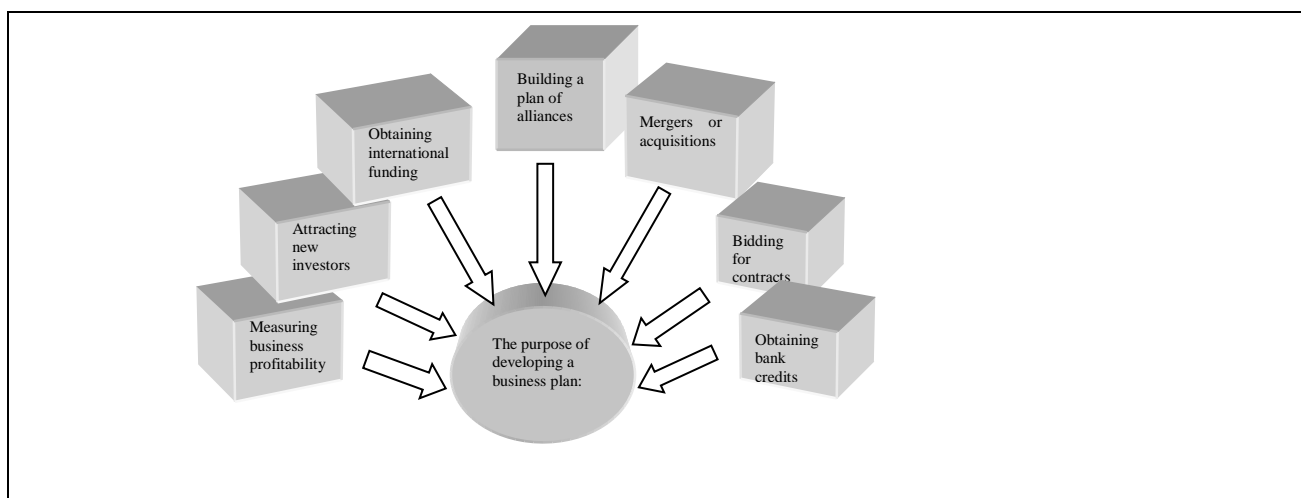 Building a
plan of
alliances
Mergers or
acquisitions
Obtaining
international
funding
Attracting
new
investors
Bidding
for
contracts
Measuring
business
profitability
The purpose of
developing a
business plan:
Obtaining
bank
credits